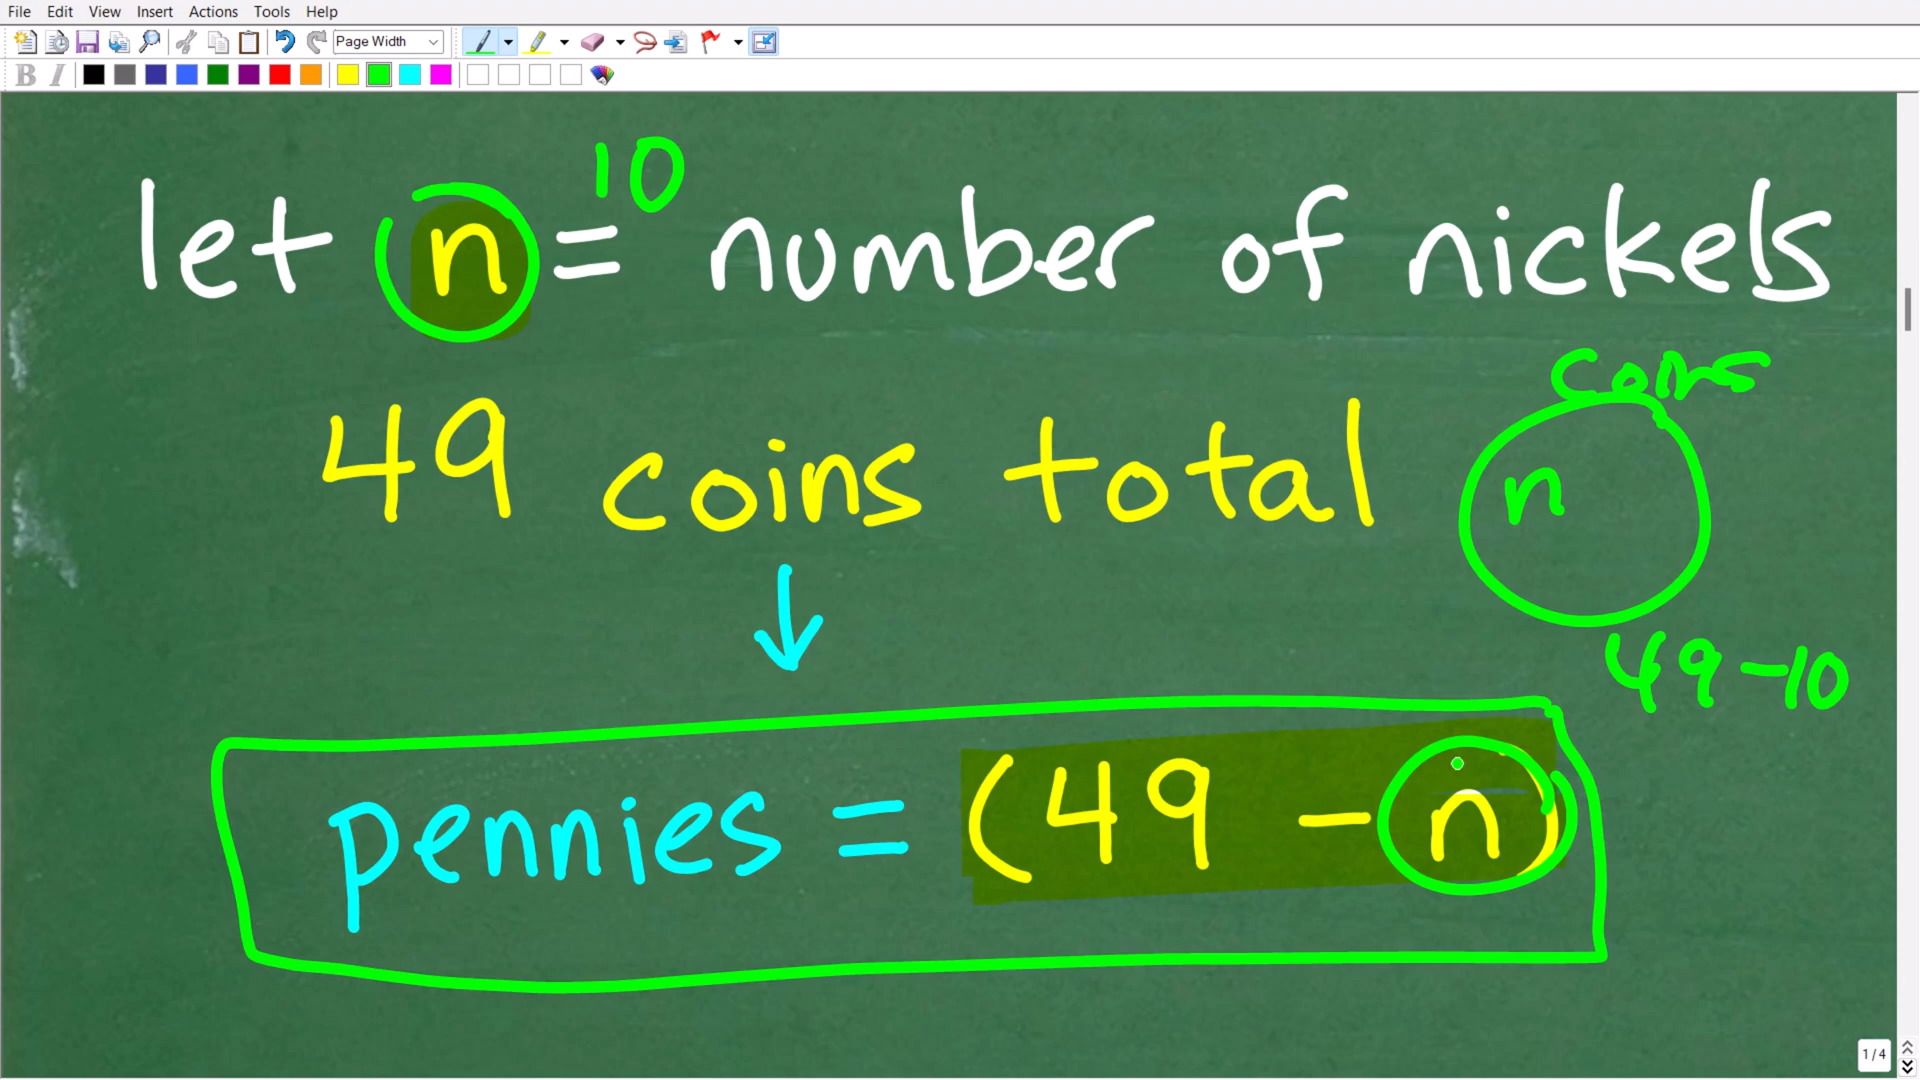 File Edit View Insert Actions Tools Help
Page Width
B I
10
let n = number of nickels
coins
49 coins total
n
49-10
pennies = (49 - n)
1/4